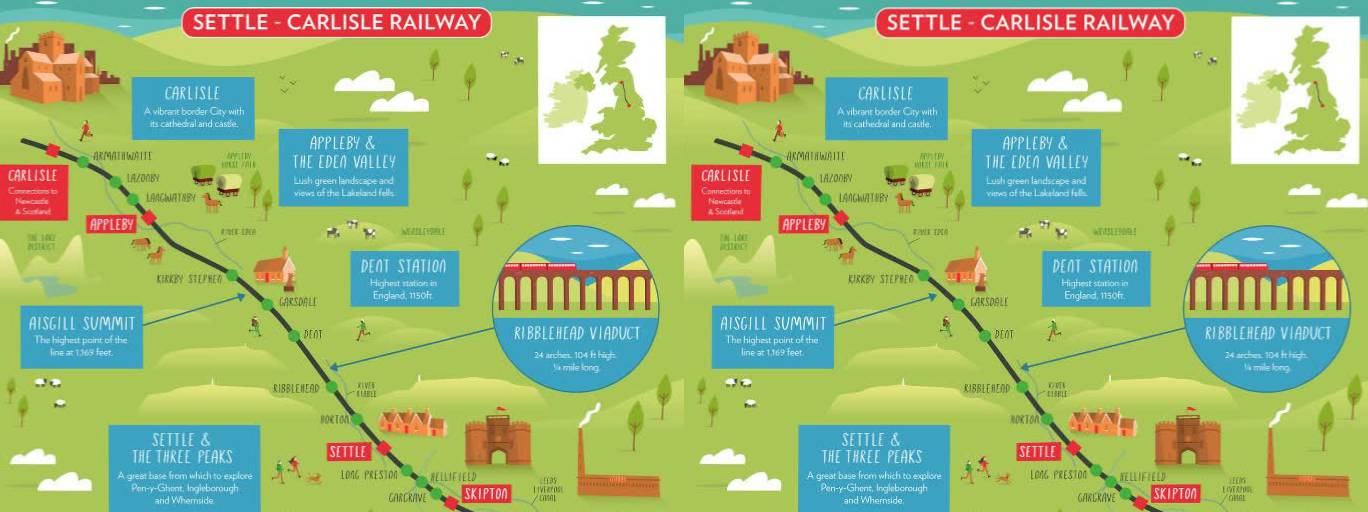 SETTLE - CARLISLE RAILWAY
CARLISLE
A vibrant border City with
its cathedral and castle.
APPLEBY &
THE EDEN VALLEY
Lush green landscape and
views of the Lakeland fells.
ARMATHWAITE
APPLEBY
HORSE FAIR
CARLISLE
Connections to
Newcastle
& Scotland
LAZONBY
LANGWATHBY
APPLEBY
RIVER EDEN
WENSLEYDALE
THE LAKE
DISTRICT
KIRKBY STEPHEN
DENT STATION
Highest station in
England, 1150ft.
GARSDALE
AISGILL SUMMIT
The highest point of the
line at 1,169 feet.
DENT
RIBBLEHEAD VIADUCT
24 arches. 104 ft high.
¼ mile long.
RIBBLEHEAD
RIVER
RIBBLE
HORTON
SETTLE &
THE THREE PEAKS
A great base from which to explore
Pen-y-Ghent, Ingleborough
and Whernside.
SETTLE
LONG PRESTON
HELLIFIELD
GARGRAVE
SKIPTON
LEEDS
LIVERPOOL
CANAL
SETTLE - CARLISLE RAILWAY
CARLISLE
A vibrant border City with
its cathedral and castle.
APPLEBY &
THE EDEN VALLEY
Lush green landscape and
views of the Lakeland fells.
ARMATHWAITE
APPLEBY
HORSE FAIR
CARLISLE
Connections to
Newcastle
& Scotland
LAZONBY
LANGWATHBY
APPLEBY
RIVER EDEN
WENSLEYDALE
THE LAKE
DISTRICT
KIRKBY STEPHEN
DENT STATION
Highest station in
England, 1150ft.
GARSDALE
AISGILL SUMMIT
The highest point of the
line at 1,169 feet.
DENT
RIBBLEHEAD VIADUCT
24 arches. 104 ft high.
¼ mile long.
RIBBLEHEAD
RIVER
RIBBLE
HORTON
SETTLE &
THE THREE PEAKS
A great base from which to explore
Pen-y-Ghent, Ingleborough
and Whernside.
SETTLE
LONG PRESTON
HELLIFIELD
GARGRAVE
SKIPTON
LEEDS
LIVERPOOL
CANAL